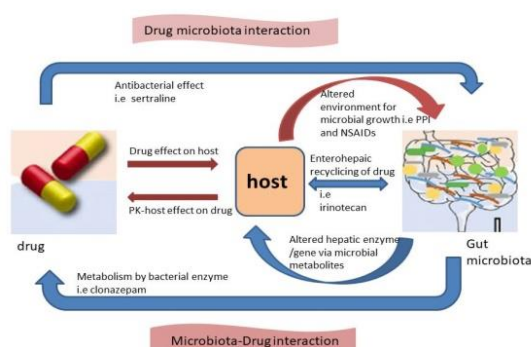 Drug microbiota interaction
Antibacterial effect
i.e sertraline
Altered
environment for
microbial growth i.e PPI
and NSAIDs
Drug effect on host
host
Enterohepaic
recyclicing of drug
i.e
irinotecan
PK-host effect on drug
drug
Gut
microbiota
Altered hepatic enzyme
/gene via microbial
metabolites
Metabolism by bacterial enzyme
i.e clonazepam
Microbiota-Drug interaction